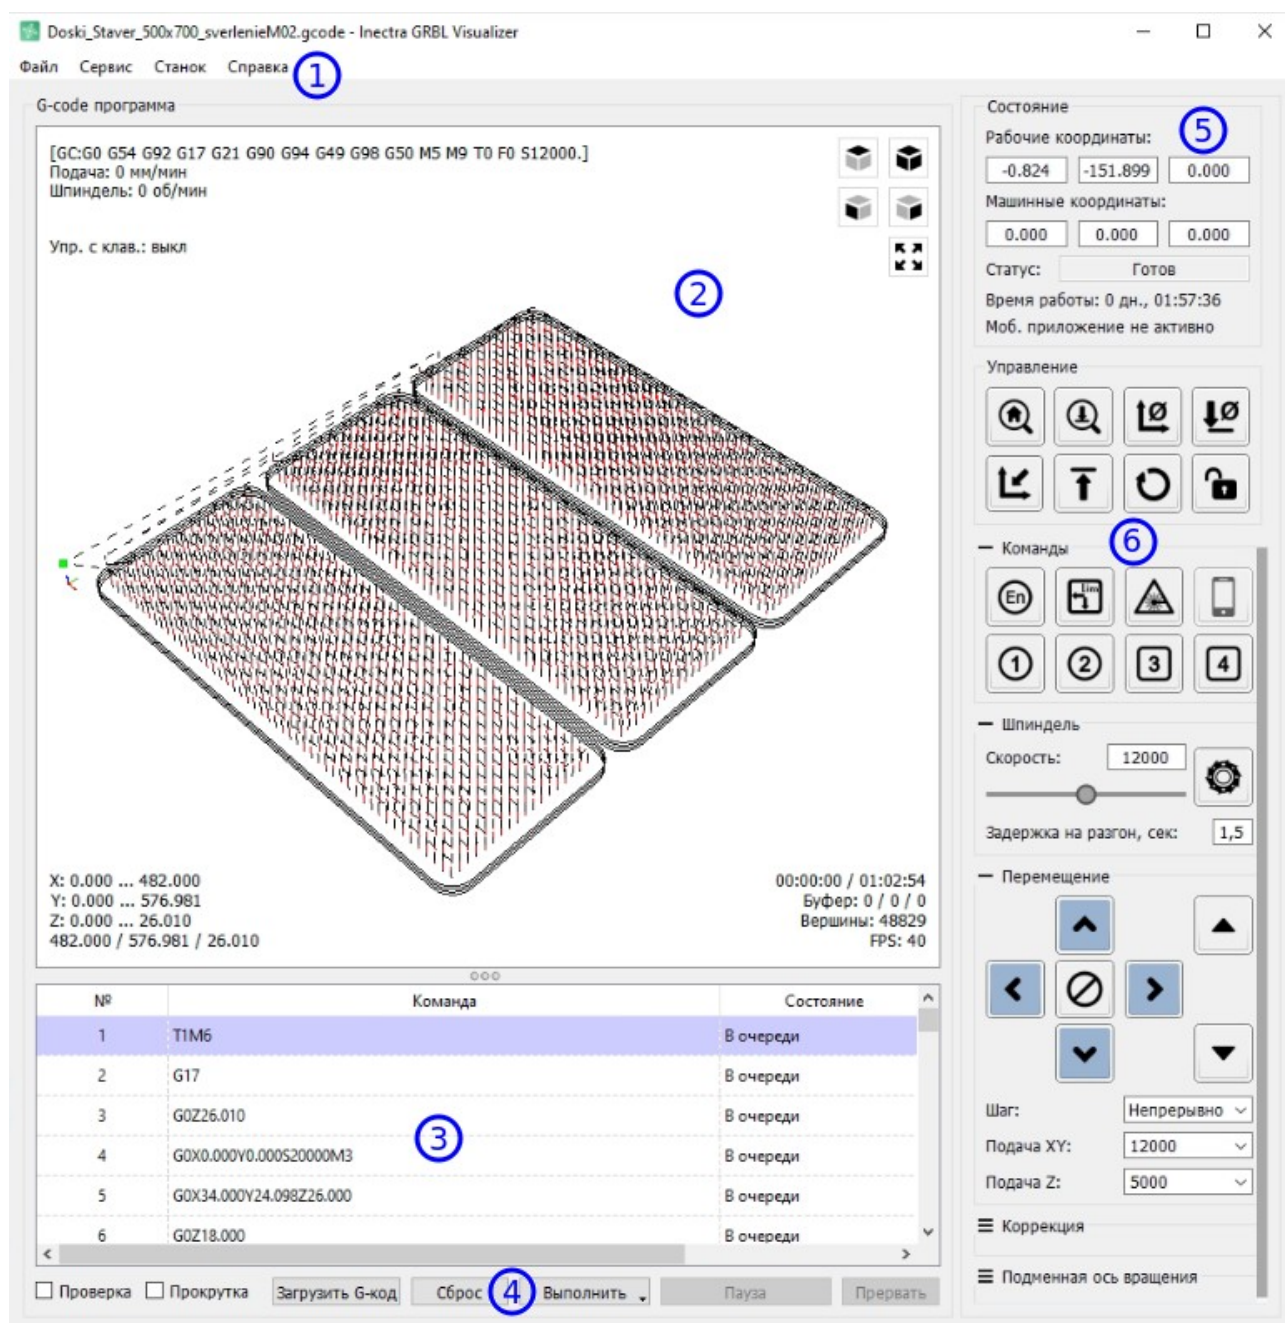 Doski_Staver_500x700_sverlenieM02.gcode - Inectra GRBL Visualizer
Файл Сервис Станок Справка
1
G-code программа
[GC:G0 G54 G92 G17 G21 G90 G94 G49 G98 G50 M5 M9 T0 F0 S12000.]
Подача: 0 мм/мин
Шпиндель: 0 об/мин
Упр. с клав.: выкл
2
X: 0.000 ... 482.000
Y: 0.000 ... 576.981
Z: 0.000 ... 26.010
482.000 / 576.981 / 26.010
00:00:00 / 01:02:54
Буфер: 0 / 0 / 0
Вершины: 48829
FPS: 40
№ Команда Состояние
1 T1M6 В очереди
2 G17 В очереди
3 G0Z26.010 В очереди
3
4 G0X0.000Y0.000S20000M3 В очереди
5 G0X34.000Y24.098Z26.000 В очереди
6 G0Z18.000 В очереди
Проверка Прокрутка Загрузить G-код Сброс 4 Выполнить Пауза Прервать
Состояние
5
Рабочие координаты:
-0.824 -151.899 0.000
Машинные координаты:
0.000 0.000 0.000
Статус: Готов
Время работы: 0 дн., 01:57:36
Моб. приложение не активно
Управление
6
Команды
En Lim
1 2 3 4
Шпиндель
Скорость: 12000
Задержка на разгон, сек: 1,5
Перемещение
Шаг: Непрерывно
Подача XY: 12000
Подача Z: 5000
Коррекция
Подменная ось вращения